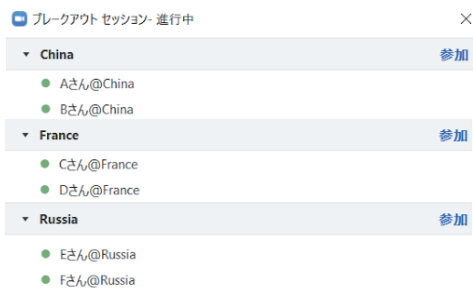 ブレークアウト セッション- 進行中
China 参加
Aさん@China
Bさん@China
France 参加
Cさん@France
Dさん@France
Russia 参加
Eさん@Russia
Fさん@Russia